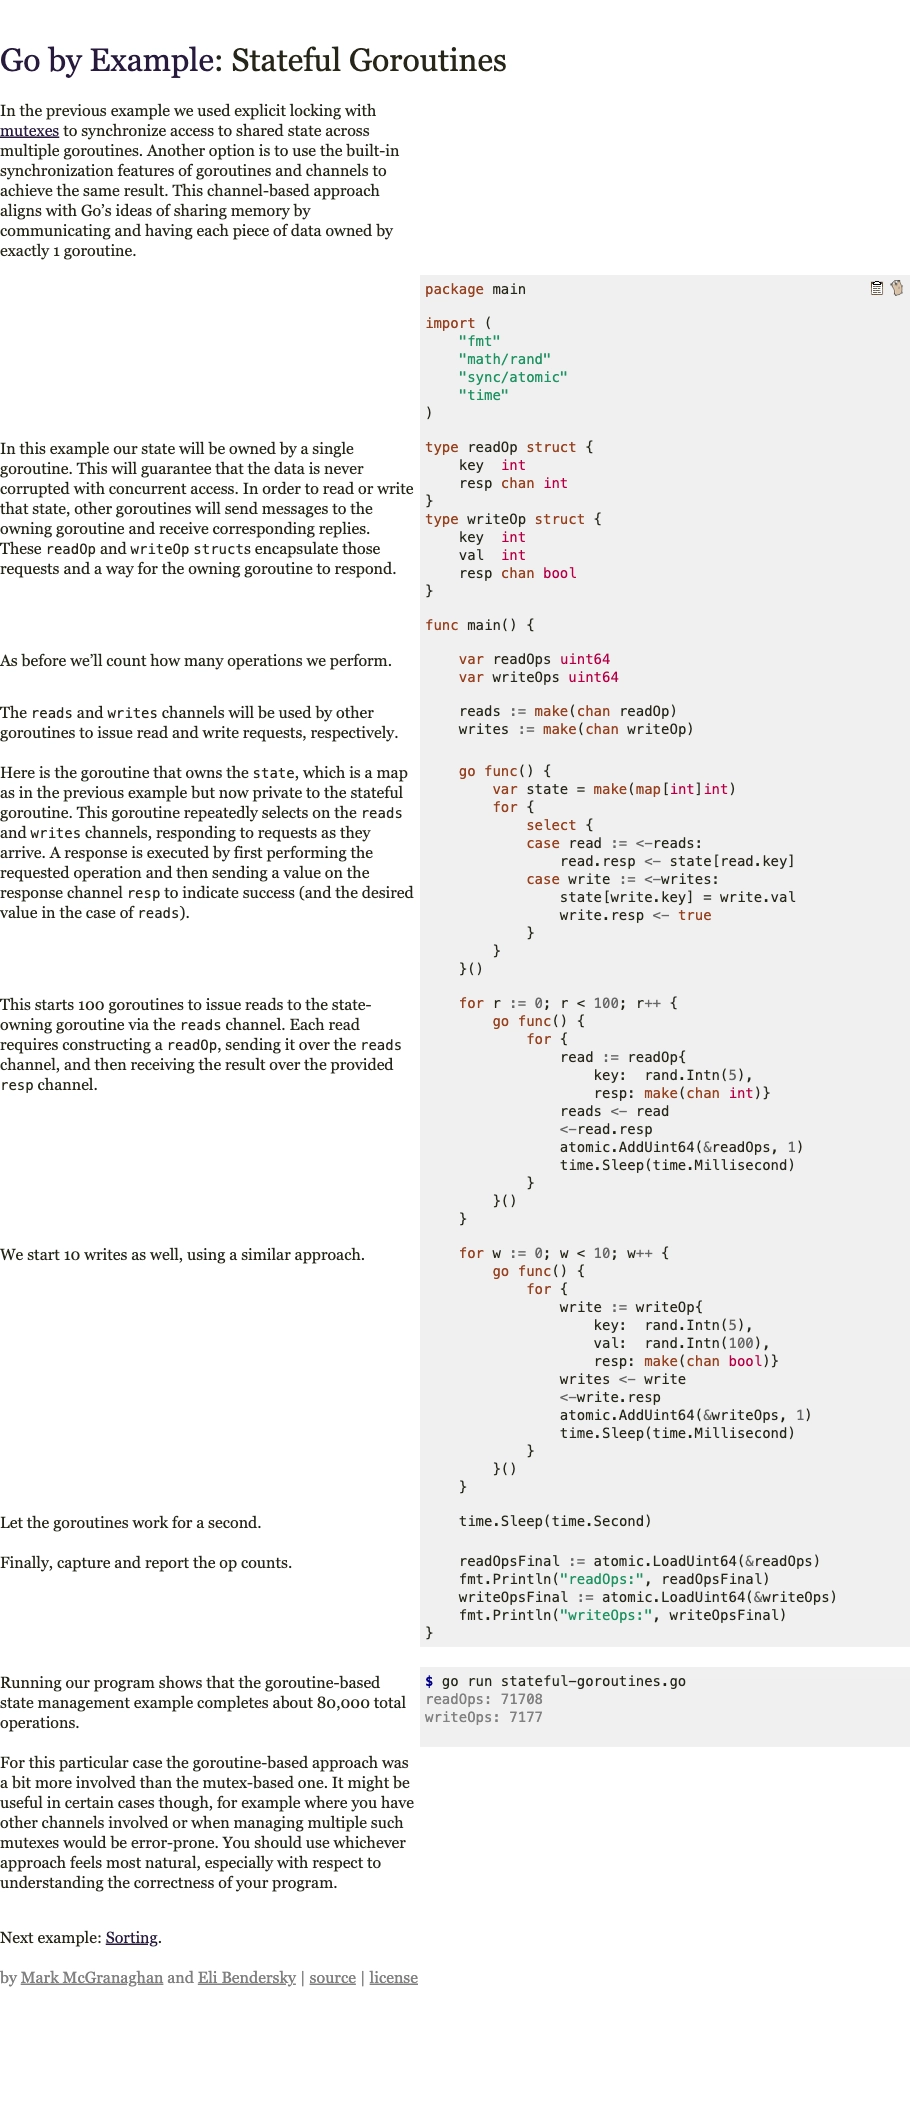 Go by Example: Stateful Goroutines
In the previous example we used explicit locking with
mutexes to synchronize access to shared state across
multiple goroutines. Another option is to use the built-in
synchronization features of goroutines and channels to
achieve the same result. This channel-based approach
aligns with Go’s ideas of sharing memory by
communicating and having each piece of data owned by
exactly 1 goroutine.
package main
import (
    "fmt"
    "math/rand"
    "sync/atomic"
    "time"
)
In this example our state will be owned by a single
goroutine. This will guarantee that the data is never
corrupted with concurrent access. In order to read or write
that state, other goroutines will send messages to the
owning goroutine and receive corresponding replies.
These readOp and writeOp structs encapsulate those
requests and a way for the owning goroutine to respond.
type readOp struct {
    key  int
    resp chan int
}
type writeOp struct {
    key  int
    val  int
    resp chan bool
}
func main() {
As before we’ll count how many operations we perform.
    var readOps uint64
    var writeOps uint64
The reads and writes channels will be used by other
goroutines to issue read and write requests, respectively.
    reads := make(chan readOp)
    writes := make(chan writeOp)
Here is the goroutine that owns the state, which is a map
as in the previous example but now private to the stateful
goroutine. This goroutine repeatedly selects on the reads
and writes channels, responding to requests as they
arrive. A response is executed by first performing the
requested operation and then sending a value on the
response channel resp to indicate success (and the desired
value in the case of reads).
    go func() {
        var state = make(map[int]int)
        for {
            select {
            case read := <-reads:
                read.resp <- state[read.key]
            case write := <-writes:
                state[write.key] = write.val
                write.resp <- true
            }
        }
    }()
This starts 100 goroutines to issue reads to the state-
owning goroutine via the reads channel. Each read
requires constructing a readOp, sending it over the reads
channel, and then receiving the result over the provided
resp channel.
    for r := 0; r < 100; r++ {
        go func() {
            for {
                read := readOp{
                    key:  rand.Intn(5),
                    resp: make(chan int)}
                reads <- read
                <-read.resp
                atomic.AddUint64(&readOps, 1)
                time.Sleep(time.Millisecond)
            }
        }()
    }
We start 10 writes as well, using a similar approach.
    for w := 0; w < 10; w++ {
        go func() {
            for {
                write := writeOp{
                    key:  rand.Intn(5),
                    val:  rand.Intn(100),
                    resp: make(chan bool)}
                writes <- write
                <-write.resp
                atomic.AddUint64(&writeOps, 1)
                time.Sleep(time.Millisecond)
            }
        }()
    }
Let the goroutines work for a second.
    time.Sleep(time.Second)
Finally, capture and report the op counts.
    readOpsFinal := atomic.LoadUint64(&readOps)
    fmt.Println("readOps:", readOpsFinal)
    writeOpsFinal := atomic.LoadUint64(&writeOps)
    fmt.Println("writeOps:", writeOpsFinal)
}
Running our program shows that the goroutine-based
state management example completes about 80,000 total
operations.
$ go run stateful-goroutines.go
readOps: 71708
writeOps: 7177
For this particular case the goroutine-based approach was
a bit more involved than the mutex-based one. It might be
useful in certain cases though, for example where you have
other channels involved or when managing multiple such
mutexes would be error-prone. You should use whichever
approach feels most natural, especially with respect to
understanding the correctness of your program.
Next example: Sorting.
by Mark McGranaghan and Eli Bendersky | source | license